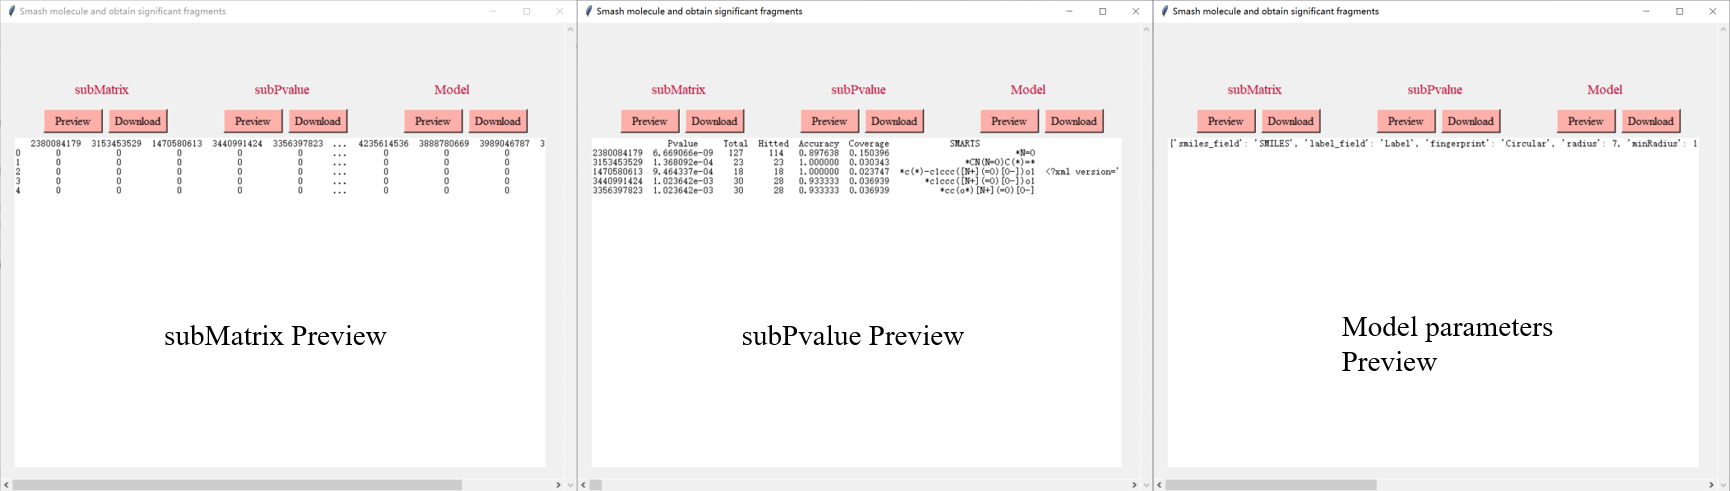 Smash molecule and obtain significant fragments
subMatrix subPvalue Model
Preview Download Preview Download Preview Download
2380084179 3153453529 1470580613 3440991424 3356397823 ... 4235614536 3888780669 3989046787 3
0 0 0 0 0 0 ... 0 0 0
1 0 0 0 0 0 ... 0 0 0
2 0 0 0 0 0 ... 0 0 0
3 0 0 0 0 0 ... 0 0 0
4 0 0 0 0 0 ... 0 0 0
subMatrix Preview
Smash molecule and obtain significant fragments
subMatrix subPvalue Model
Preview Download Preview Download Preview Download
Pvalue Total Hitted Accuracy Coverage SMARTS
2380084179 6.669066e-09 127 114 0.897638 0.150396 *N=O
3153453529 1.368092e-04 23 23 1.000000 0.030343 *CN(N=O)C(*)=*
1470580613 9.464337e-04 18 18 1.000000 0.023747 *c(*)-c1ccc([N+](=O)[O-])o1 <?xml version='
3440991424 1.023642e-03 30 28 0.933333 0.036939 *c1ccc([N+](=O)[O-])o1
3356397823 1.023642e-03 30 28 0.933333 0.036939 *cc(o*)[N+](=O)[O-]
subPvalue Preview
Smash molecule and obtain significant fragments
subMatrix subPvalue Model
Preview Download Preview Download Preview Download
{'smiles_field': 'SMILES', 'label_field': 'Label', 'fingerprint': 'Circular', 'radius': 7, 'minRadius': 1
Model parameters
Preview